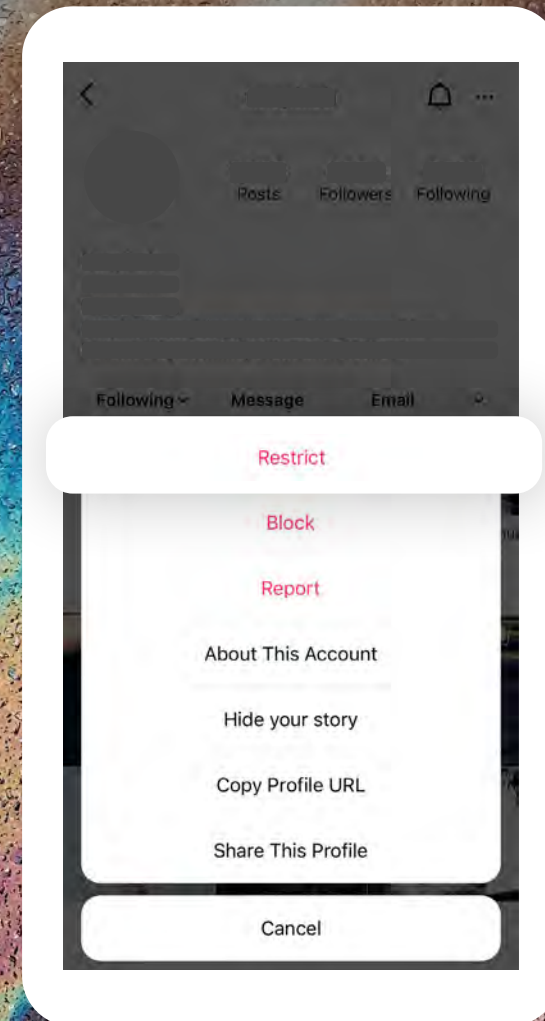 Posts Followers Following
Following Message Email
Restrict
Block
Report
About This Account
Hide your story
Copy Profile URL
Share This Profile
Cancel